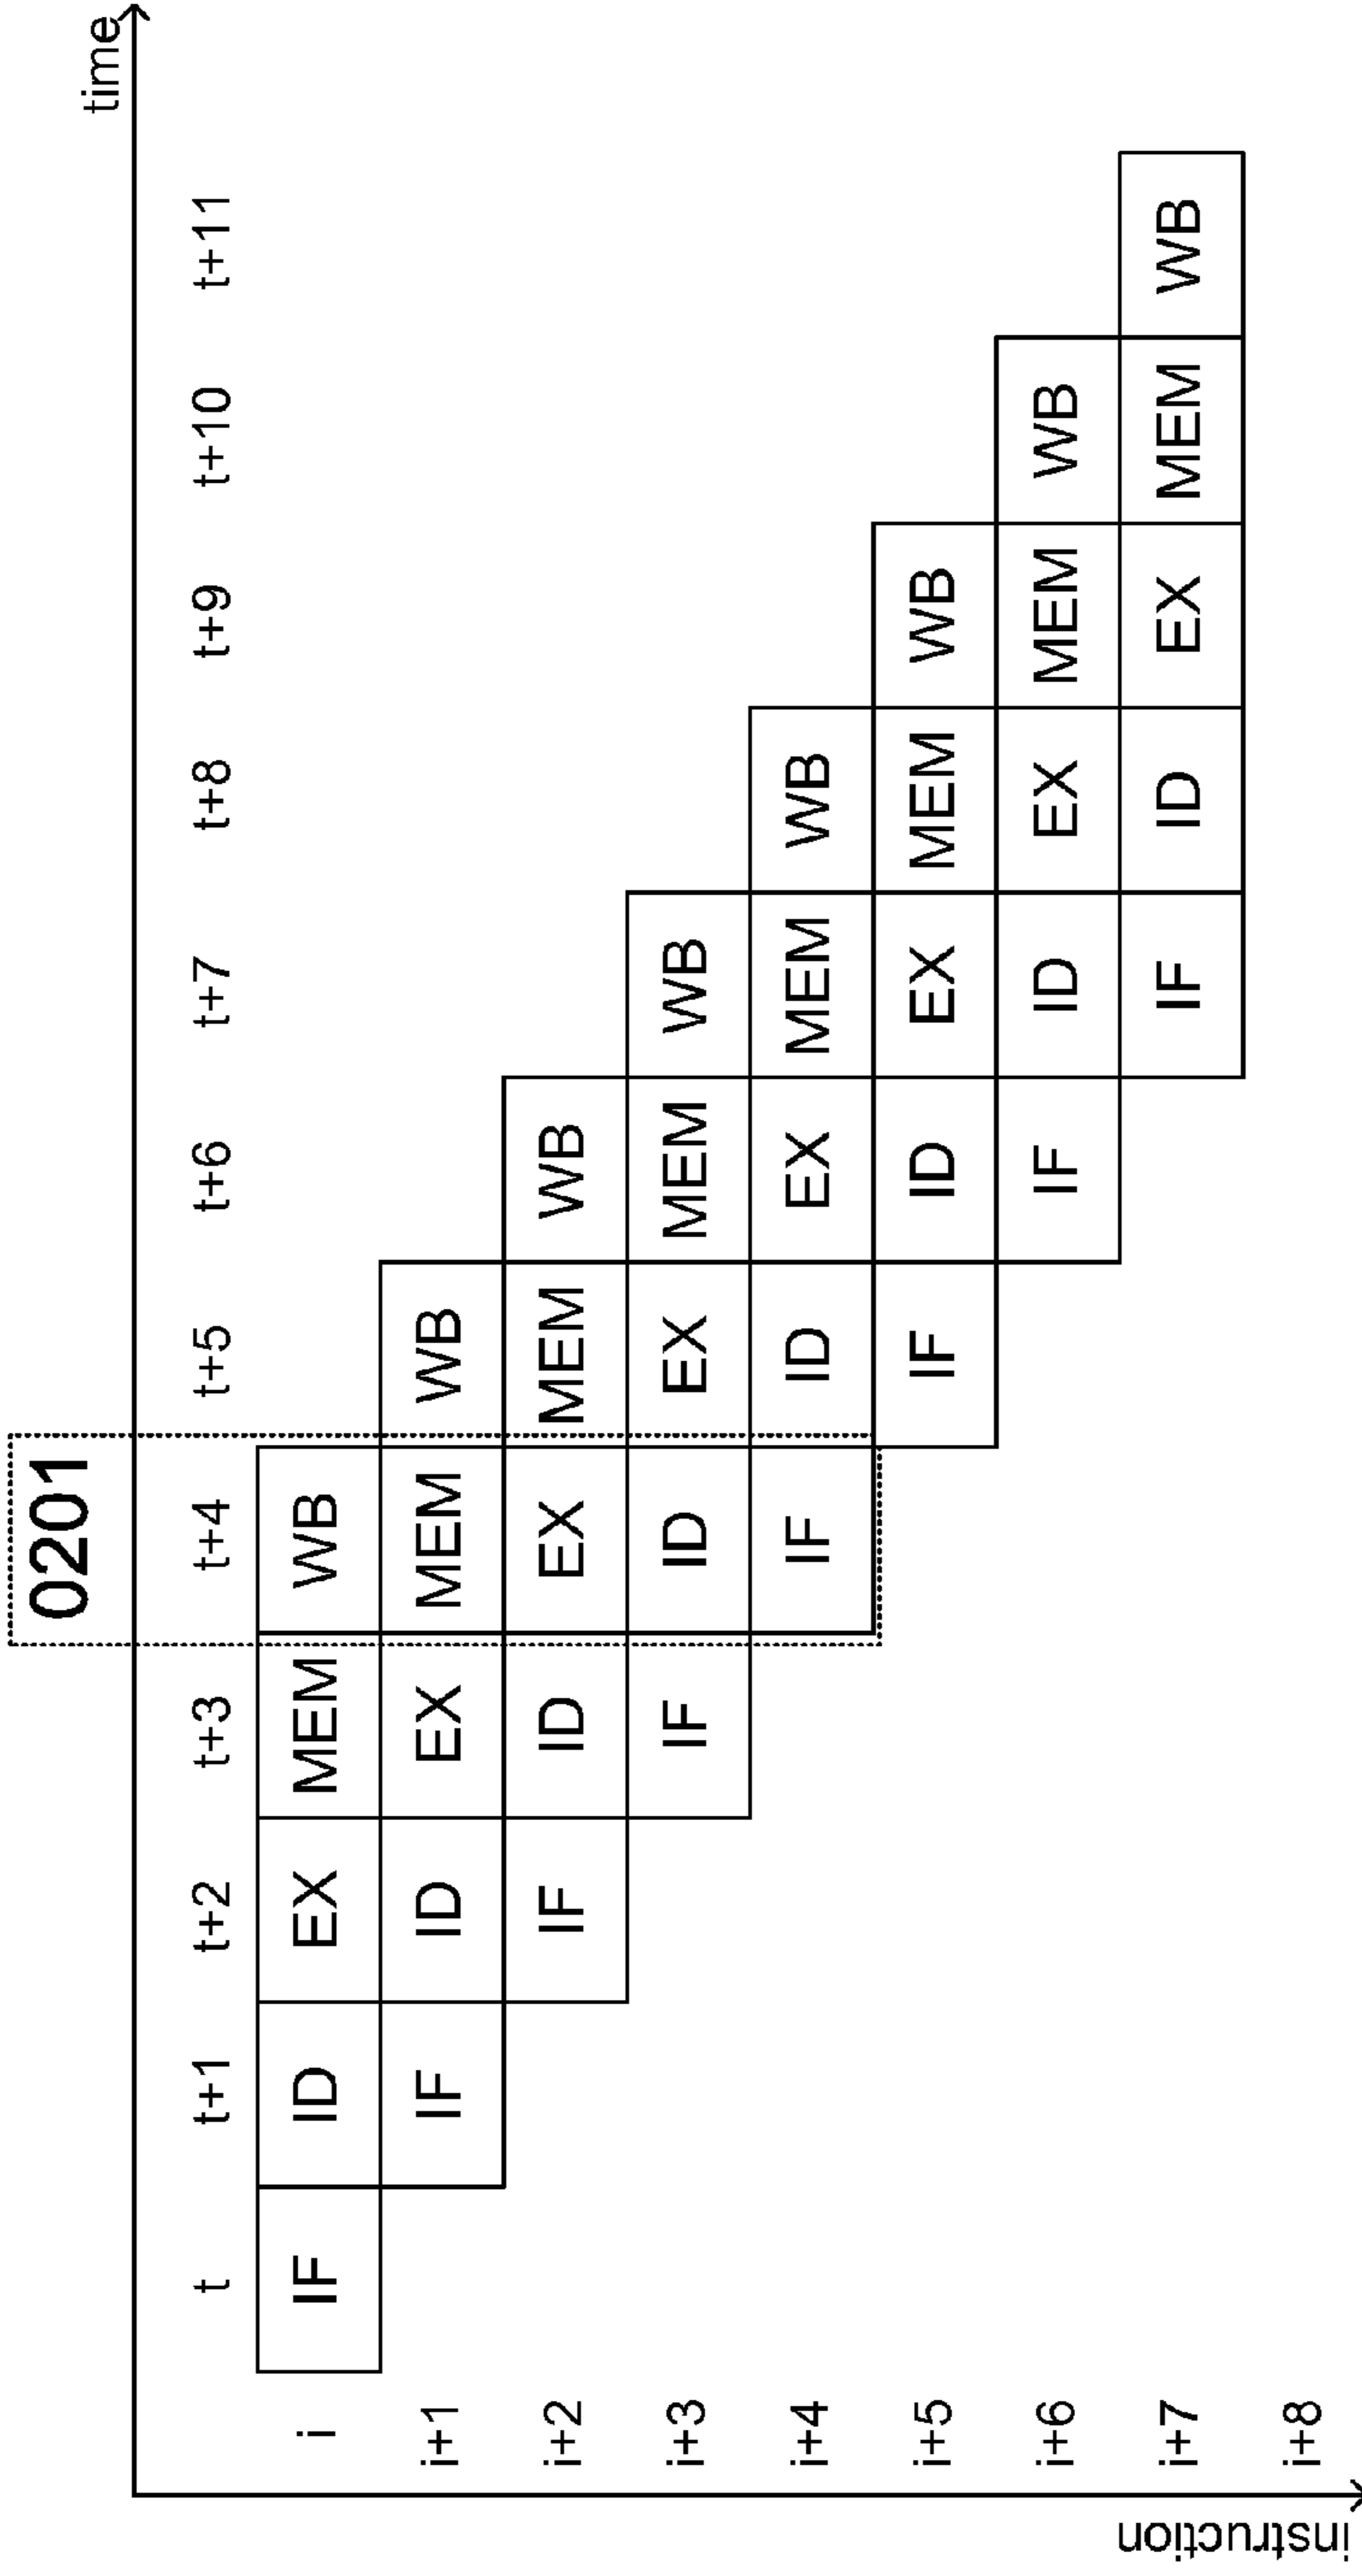 0201
time
t t+1 t+2 t+3 t+4 t+5 t+6 t+7 t+8 t+9 t+10 t+11
i IF ID EX MEM WB
i+1 IF ID EX MEM WB
i+2 IF ID EX MEM WB
i+3 IF ID EX MEM WB
i+4 IF ID EX MEM WB
i+5 IF ID EX MEM WB
i+6 IF ID EX MEM WB
i+7 IF ID EX MEM WB
i+8
instruction